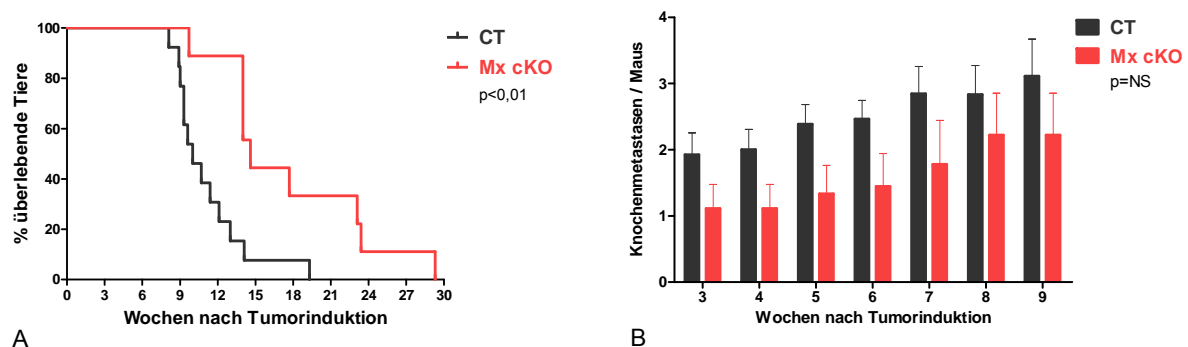 % überlebende Tiere
100
80
60
40
20
0
0 3 6 9 12 15 18 21 24 27 30
Wochen nach Tumorinduktion
CT
Mx cKO
p<0,01
A
Knochenmetastasen / Maus
4
3
2
1
0
3 4 5 6 7 8 9
Wochen nach Tumorinduktion
CT
Mx cKO
p=NS
B